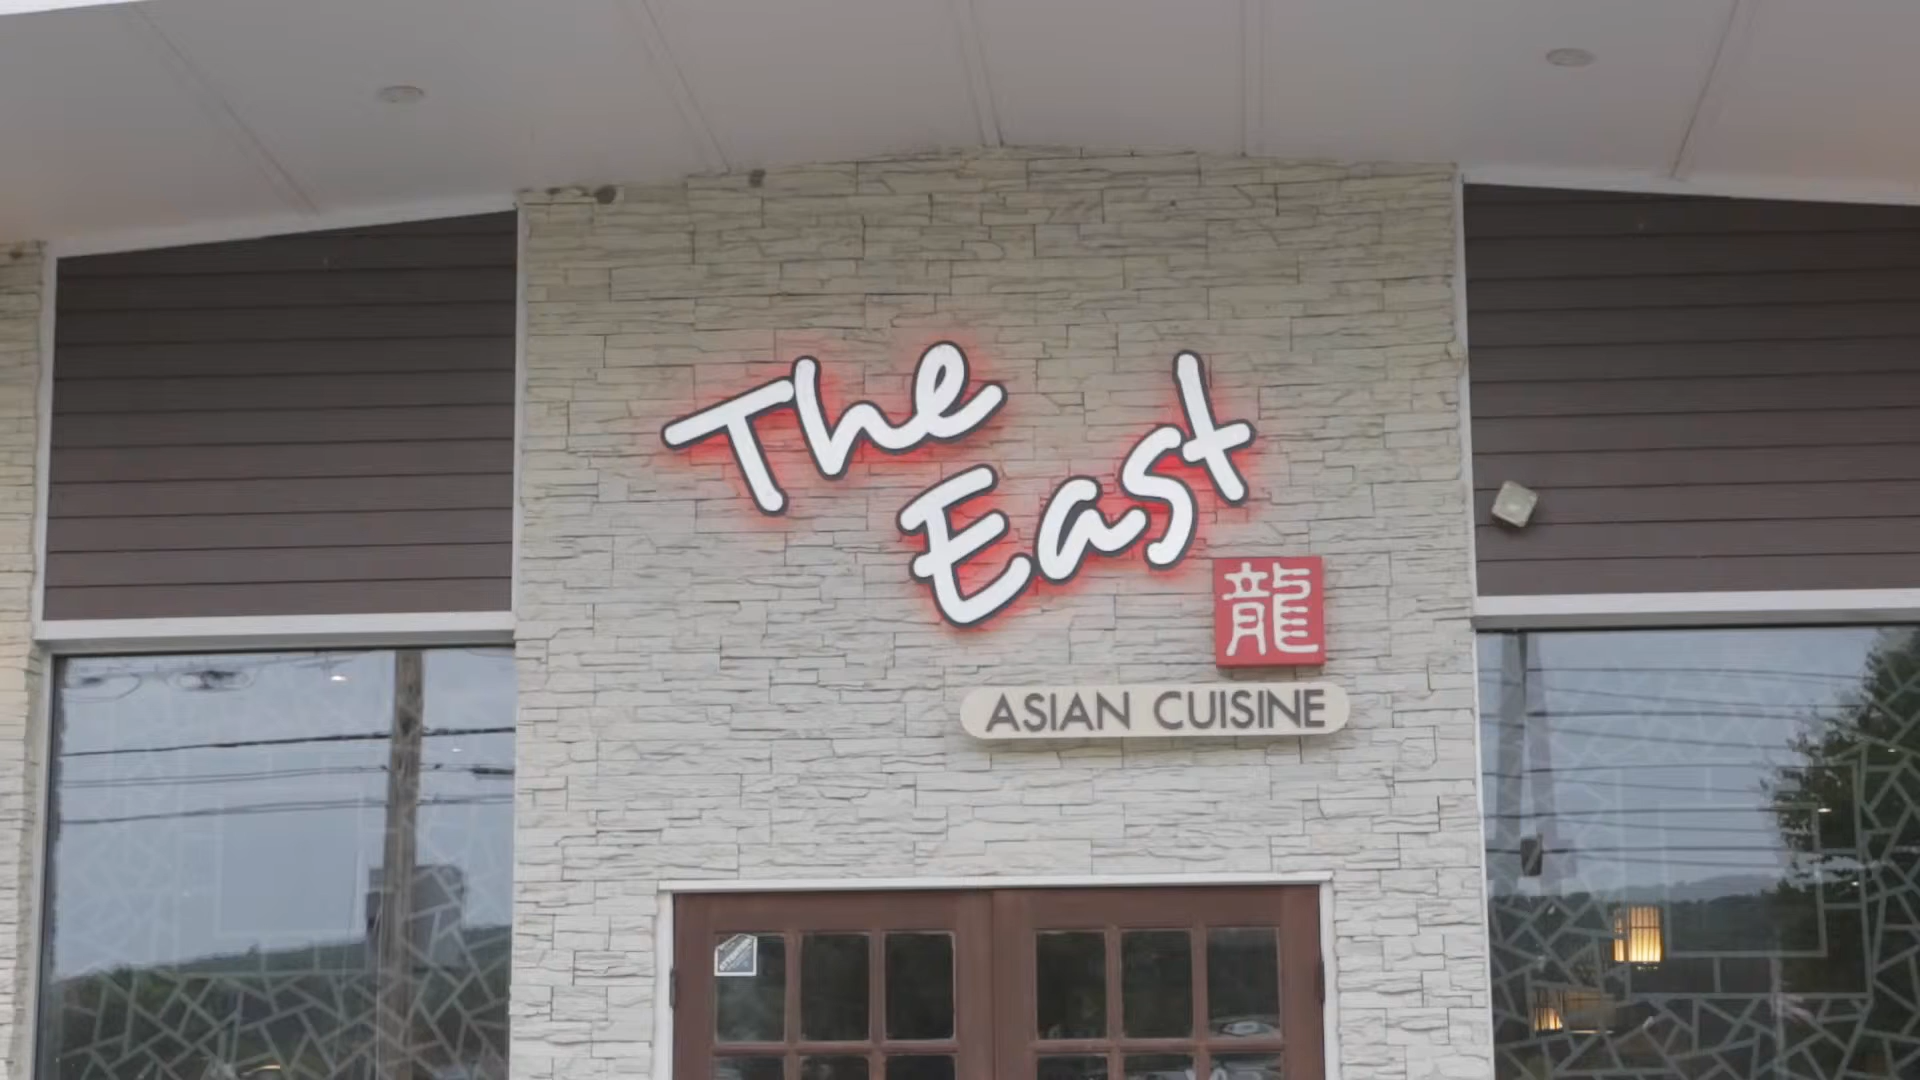 The
East
龍
ASIAN CUISINE